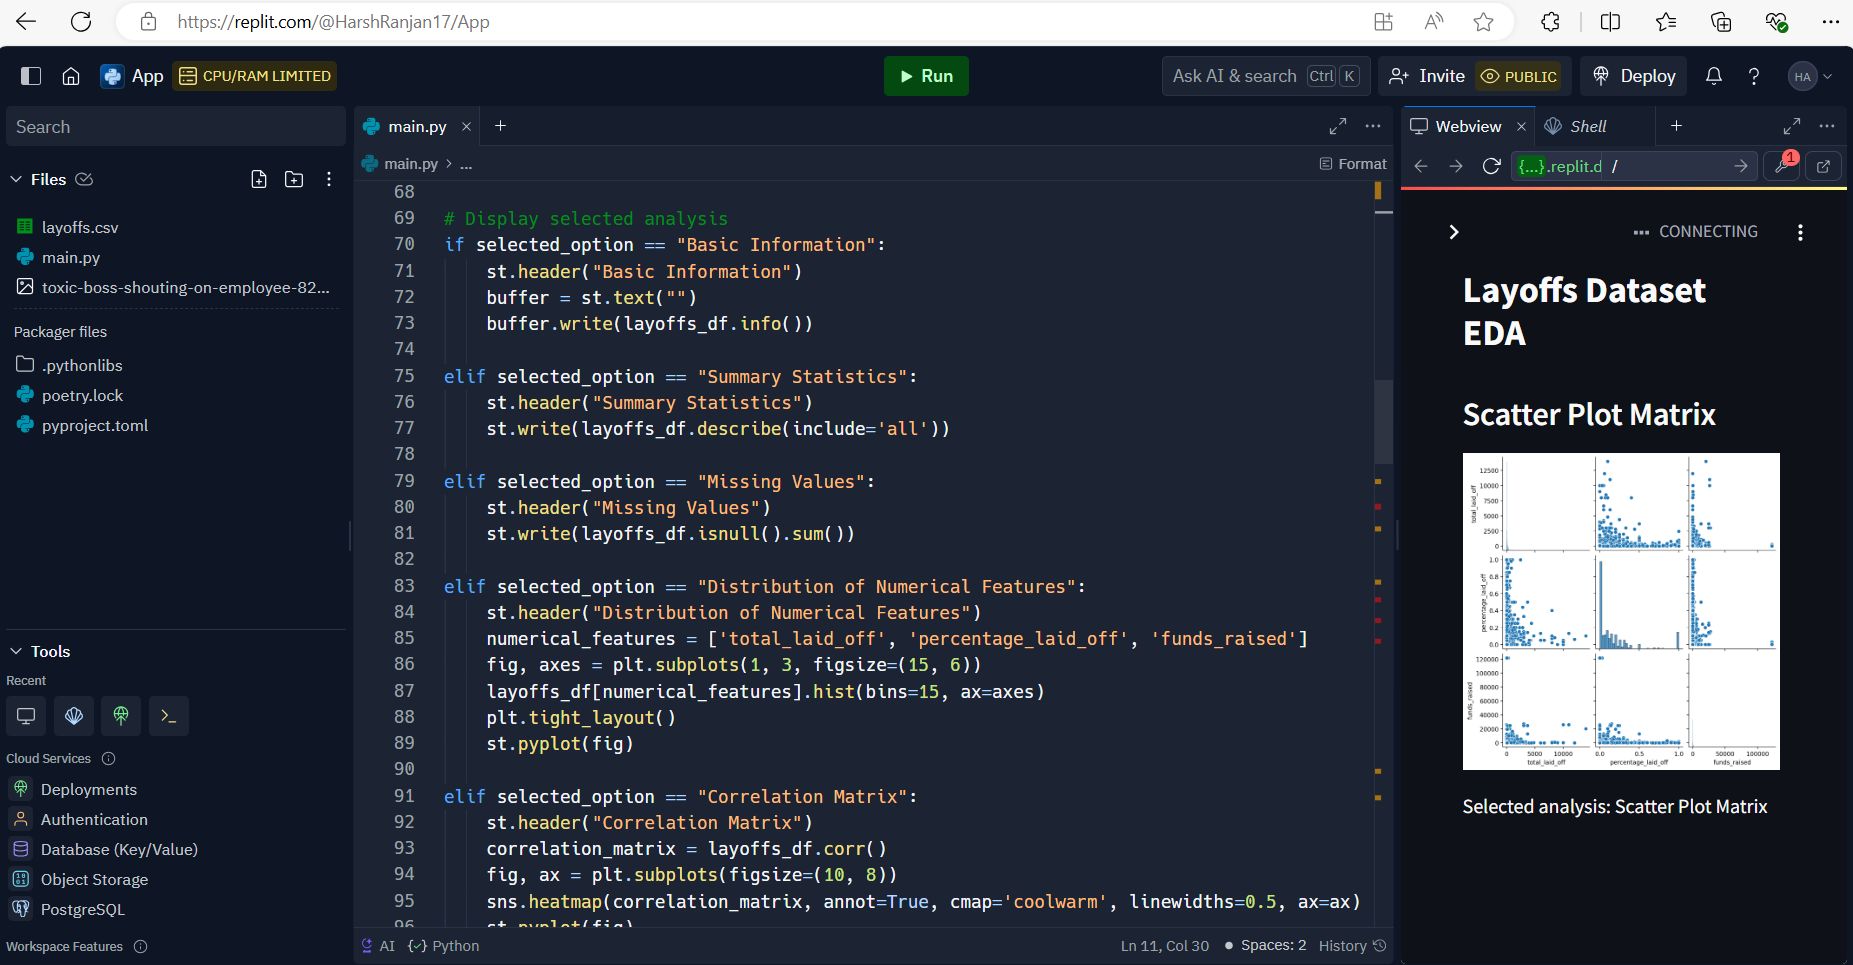 https://replit.com/@HarshRanjan17/App
App
CPU/RAM LIMITED
Run
Ask AI & search Ctrl K
Invite
PUBLIC
Deploy
HA
Search
Files
layoffs.csv
main.py
toxic-boss-shouting-on-employee-82...
Packager files
.pythonlibs
poetry.lock
pyproject.toml
Tools
Recent
Cloud Services
Deployments
Authentication
Database (Key/Value)
Object Storage
PostgreSQL
Workspace Features
main.py
main.py > ...
Format
68
69 # Display selected analysis
70 if selected_option == "Basic Information":
71 st.header("Basic Information")
72 buffer = st.text("")
73 buffer.write(layoffs_df.info())
74
75 elif selected_option == "Summary Statistics":
76 st.header("Summary Statistics")
77 st.write(layoffs_df.describe(include='all'))
78
79 elif selected_option == "Missing Values":
80 st.header("Missing Values")
81 st.write(layoffs_df.isnull().sum())
82
83 elif selected_option == "Distribution of Numerical Features":
84 st.header("Distribution of Numerical Features")
85 numerical_features = ['total_laid_off', 'percentage_laid_off', 'funds_raised']
86 fig, axes = plt.subplots(1, 3, figsize=(15, 6))
87 layoffs_df[numerical_features].hist(bins=15, ax=axes)
88 plt.tight_layout()
89 st.pyplot(fig)
90
91 elif selected_option == "Correlation Matrix":
92 st.header("Correlation Matrix")
93 correlation_matrix = layoffs_df.corr()
94 fig, ax = plt.subplots(figsize=(10, 8))
95 sns.heatmap(correlation_matrix, annot=True, cmap='coolwarm', linewidths=0.5, ax=ax)
96 st.pyplot(fig)
AI
Python
Ln 11, Col 30
Spaces: 2
History
Webview
Shell
{...}.replit.d /
1
CONNECTING
Layoffs Dataset
EDA
Scatter Plot Matrix
total_laid_off
12500
10000
7500
5000
2500
0
percentage_laid_off
1.0
0.8
0.6
0.4
0.2
0.0
funds_raised
120000
100000
80000
60000
40000
20000
0
0 5000 10000
0.0 0.5 1.0
0 50000 100000
total_laid_off
percentage_laid_off
funds_raised
Selected analysis: Scatter Plot Matrix